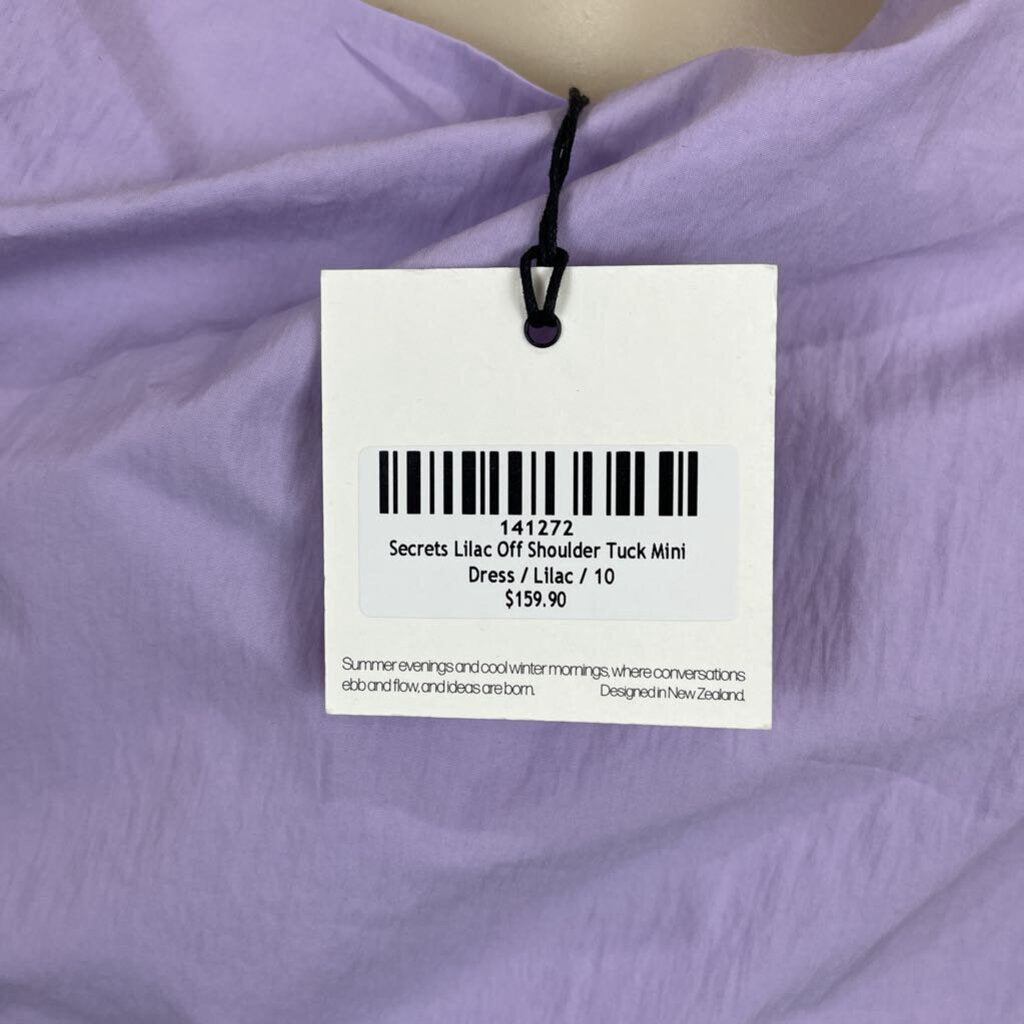 141272
Secrets Lilac Off Shoulder Tuck Mini
Dress / Lilac / 10
$159.90
Summer evenings and cool winter mornings, where conversations
ebb and flow, and ideas are born.
Designed in New Zealand.